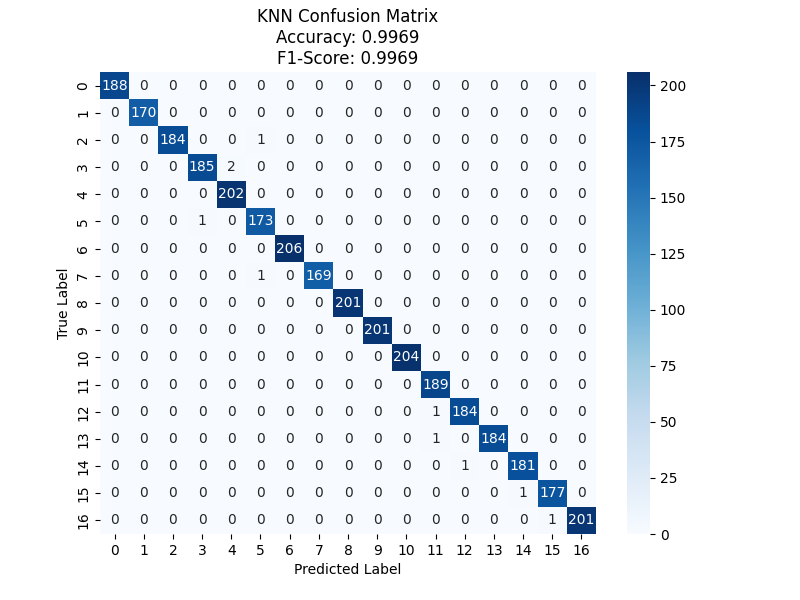 KNN Confusion Matrix
Accuracy: 0.9969
F1-Score: 0.9969
0 188 0 0 0 0 0 0 0 0 0 0 0 0 0 0 0 0
1 0 170 0 0 0 0 0 0 0 0 0 0 0 0 0 0 0
2 0 0 184 0 0 1 0 0 0 0 0 0 0 0 0 0 0
3 0 0 0 185 2 0 0 0 0 0 0 0 0 0 0 0 0
4 0 0 0 0 202 0 0 0 0 0 0 0 0 0 0 0 0
5 0 0 0 1 0 173 0 0 0 0 0 0 0 0 0 0 0
6 0 0 0 0 0 0 206 0 0 0 0 0 0 0 0 0 0
7 0 0 0 0 0 1 0 169 0 0 0 0 0 0 0 0 0
8 0 0 0 0 0 0 0 0 201 0 0 0 0 0 0 0 0
9 0 0 0 0 0 0 0 0 0 201 0 0 0 0 0 0 0
10 0 0 0 0 0 0 0 0 0 0 204 0 0 0 0 0 0
11 0 0 0 0 0 0 0 0 0 0 0 189 0 0 0 0 0
12 0 0 0 0 0 0 0 0 0 0 0 1 184 0 0 0 0
13 0 0 0 0 0 0 0 0 0 0 0 1 0 184 0 0 0
14 0 0 0 0 0 0 0 0 0 0 0 0 1 0 181 0 0
15 0 0 0 0 0 0 0 0 0 0 0 0 0 0 1 177 0
16 0 0 0 0 0 0 0 0 0 0 0 0 0 0 0 1 201
0 1 2 3 4 5 6 7 8 9 10 11 12 13 14 15 16
Predicted Label
True Label
200
175
150
125
100
75
50
25
0